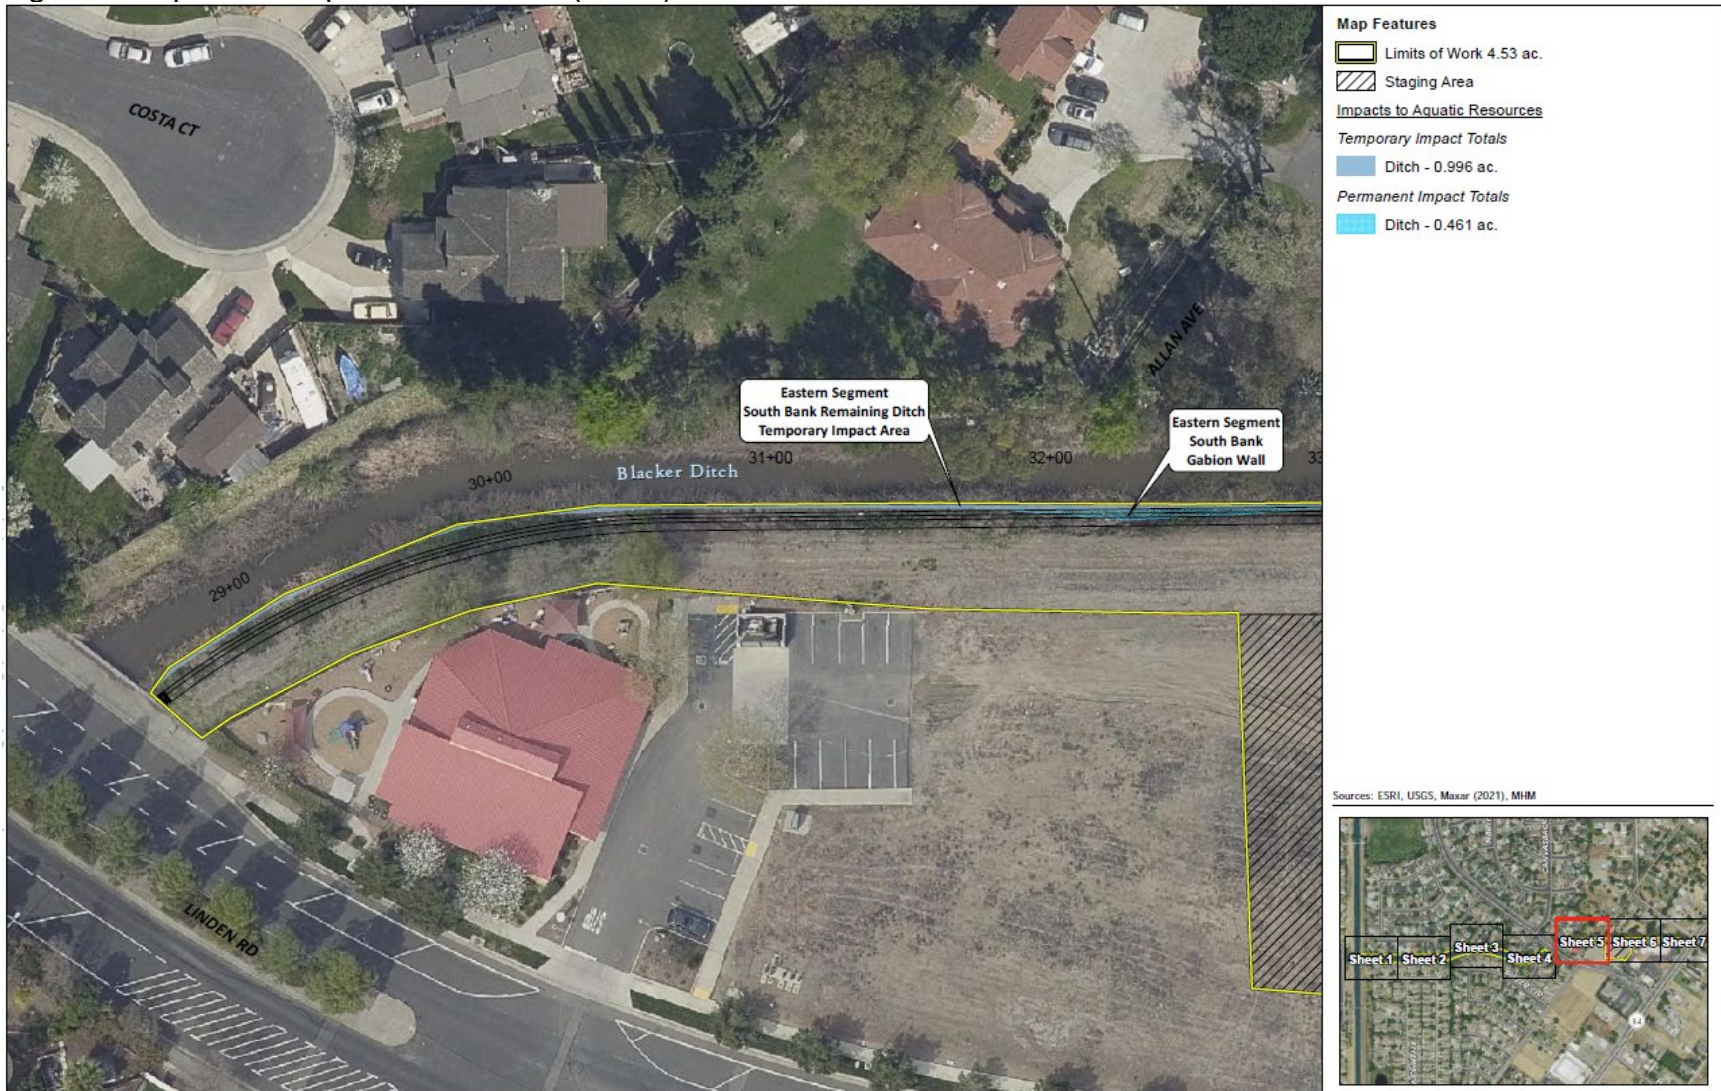 COSTA CT
ALLAN AVE
Eastern Segment
South Bank Remaining Ditch
Temporary Impact Area
Eastern Segment
South Bank
Gabion Wall
31+00
32+00
33
30+00
Blacker Ditch
29+00
STOP
LINDEN RD
Map Features
Limits of Work 4.53 ac.
Staging Area
Impacts to Aquatic Resources
Temporary Impact Totals
Ditch - 0.996 ac.
Permanent Impact Totals
Ditch - 0.461 ac.
Sources: ESRI, USGS, Maxar (2021), MHM
Sheet 1
Sheet 2
Sheet 3
Sheet 4
Sheet 5
Sheet 6
Sheet 7